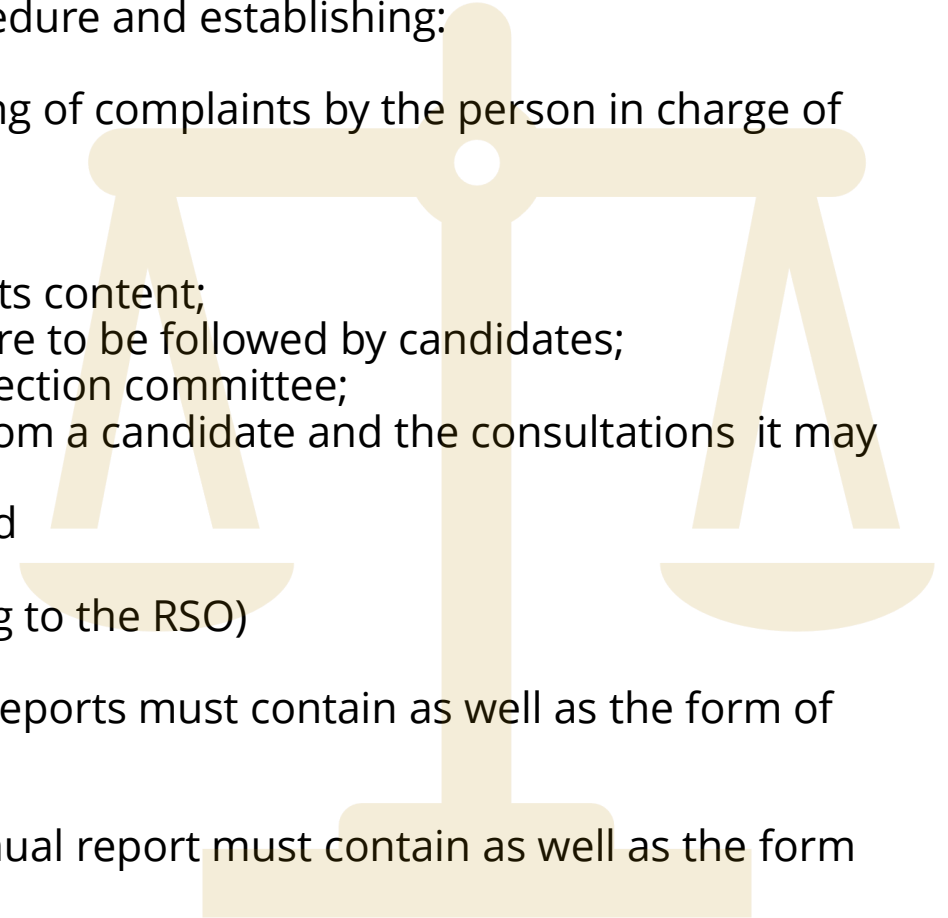 edure and establishing:
ng of complaints by the person in charge of
ts content;
re to be followed by candidates;
ection committee;
om a candidate and the consultations  it may
d
g to the RSO)
eports must contain as well as the form of
nual report must contain as well as the form